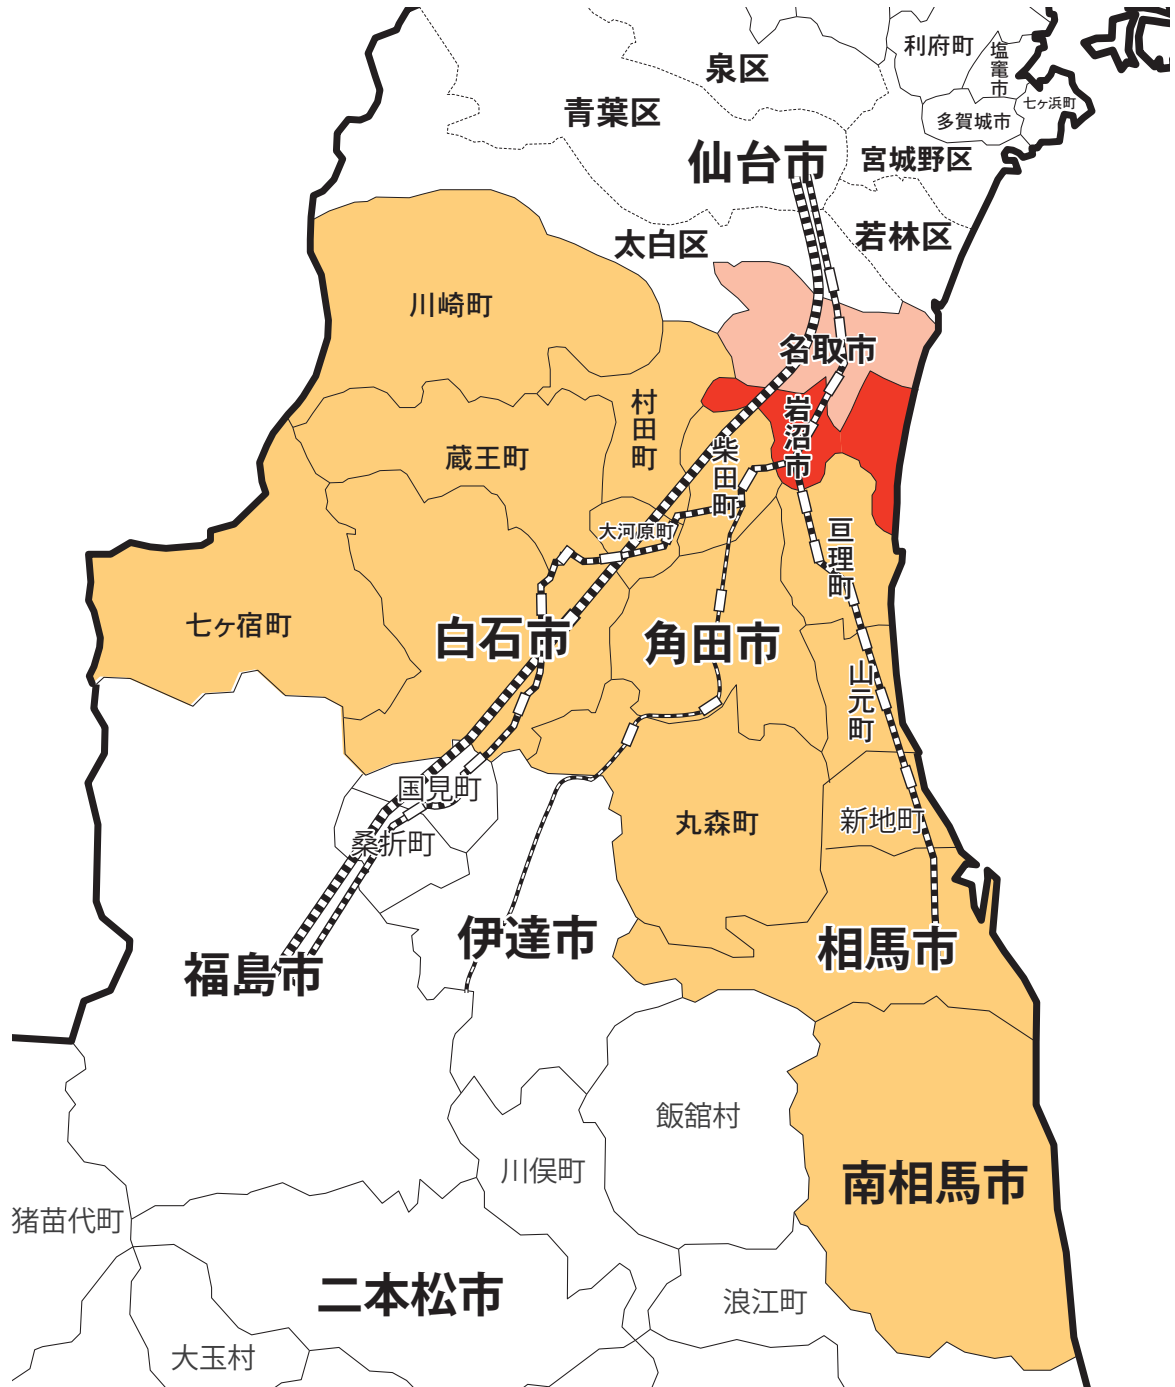 利府町
塩竈市
泉区
七ヶ浜町
青葉区
多賀城市
仙台市
宮城野区
太白区
若林区
川崎町
名取市
村田町
岩沼市
蔵王町
柴田町
大河原町
亘理町
七ヶ宿町
白石市
角田市
山元町
国見町
丸森町
新地町
桑折町
伊達市
相馬市
福島市
飯舘村
川俣町
南相馬市
猪苗代町
二本松市
浪江町
大玉村